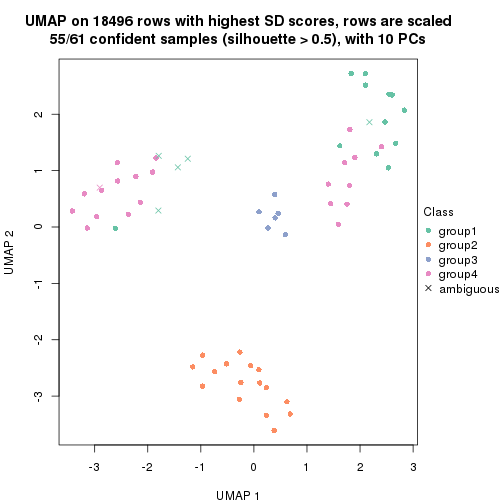 UMAP on 18496 rows with highest SD scores, rows are scaled
55/61 confident samples (silhouette > 0.5), with 10 PCs
UMAP 2
2
1
0
-1
-2
-3
-3
-2
-1
0
1
2
3
UMAP 1
Class
group1
group2
group3
group4
ambiguous